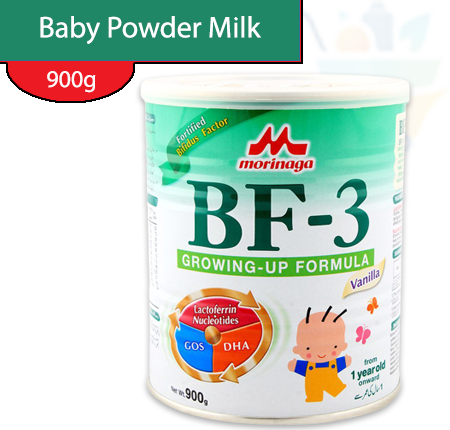 Baby Powder Milk
900g
Fortified
Bifidus Factor
morinaga
BF-3
GROWING-UP FORMULA
Vanilla
Lactoferrin
Nucleotides
GOS
DHA
from
1 year old
onward
Net Wt. 900g